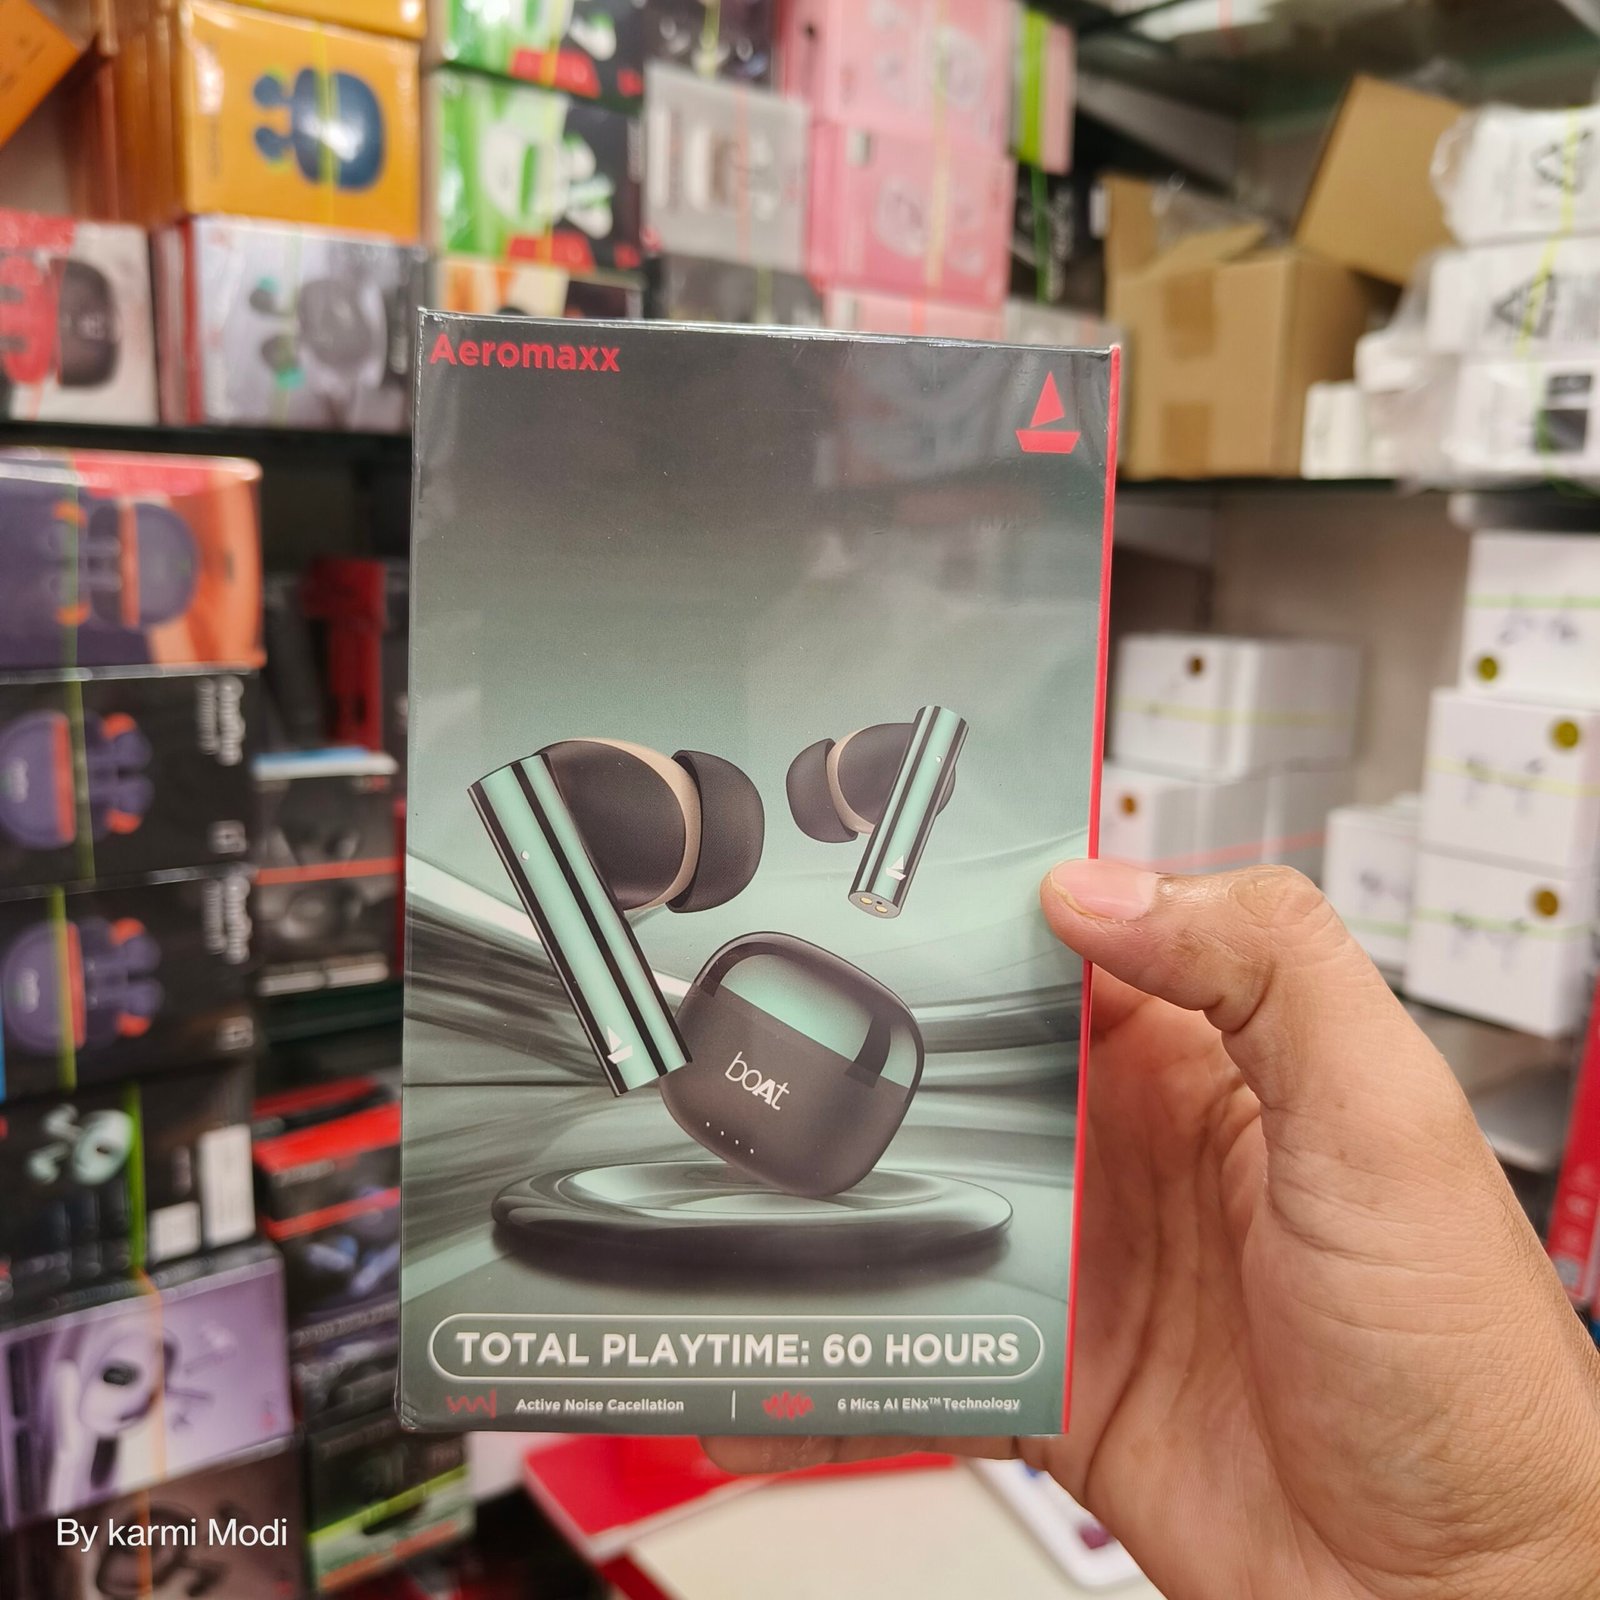 Aeromaxx
boAt
TOTAL PLAYTIME: 60 HOURS
Active Noise Cacellation
6 Mics AI ENx™ Technology
By karmi Modi